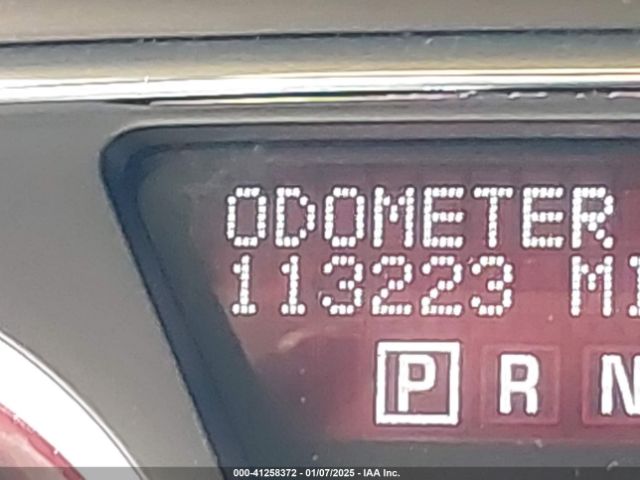 ODOMETER
113223 MI
P R N
000-41258372 - 01/07/2025 - IAA Inc.